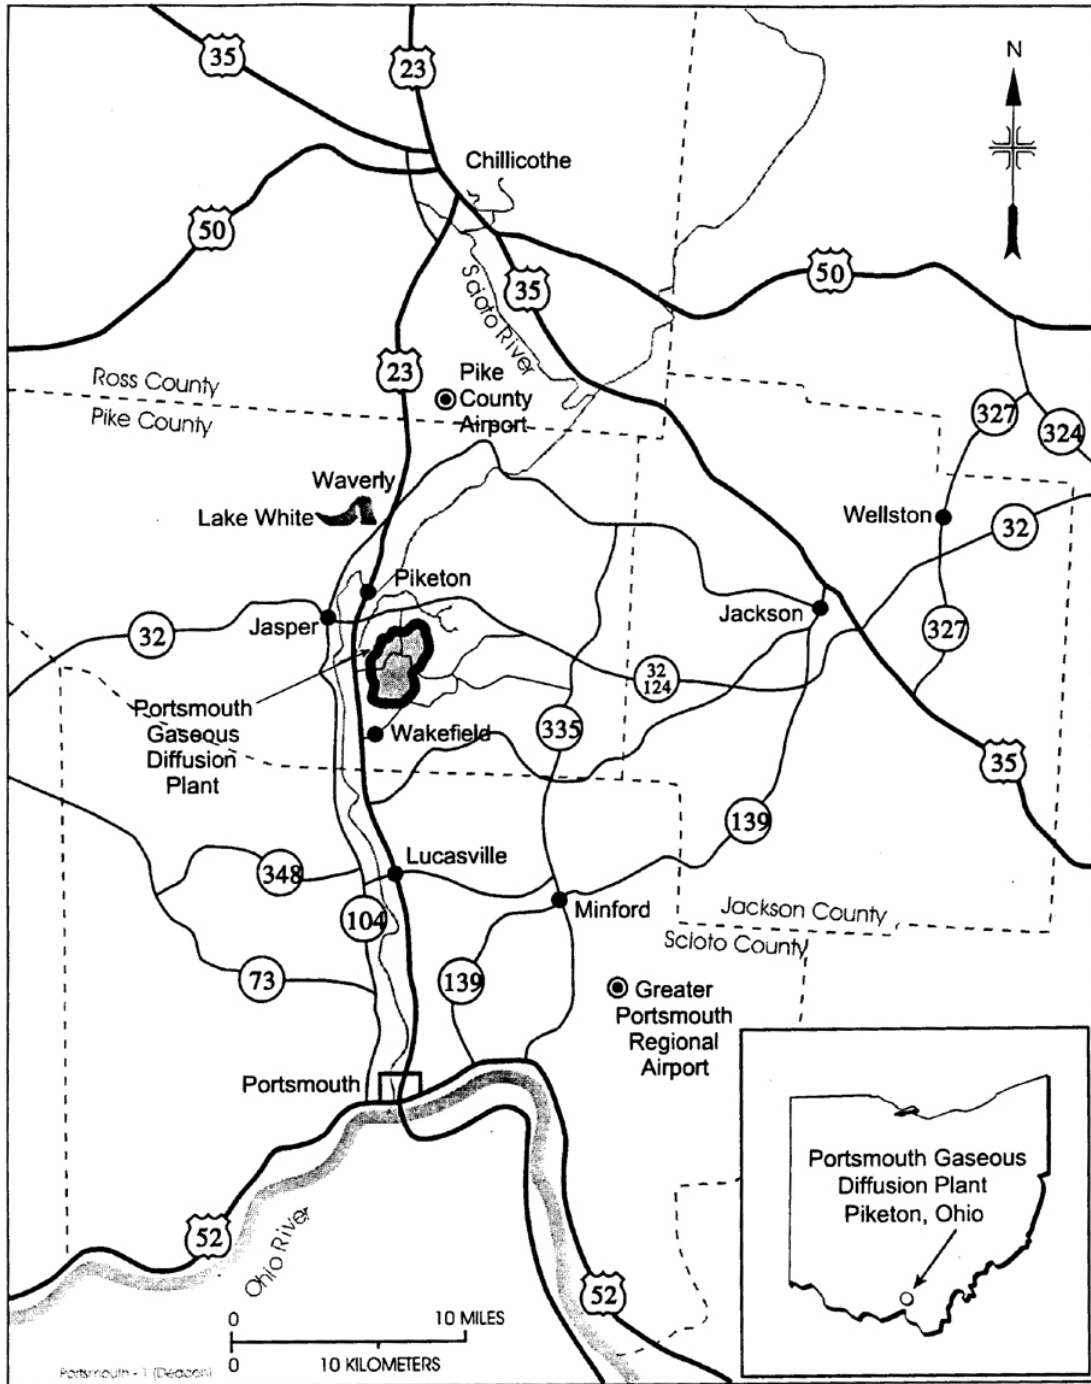 35
23
N
Chillicothe
50
Scioto River
35
50
23
Ross County
Pike County
Pike
County
Airport
327
324
Waverly
Lake White
Wellston
32
Piketon
Jasper
Jackson
32
327
32
124
Portsmouth
Gaseous
Diffusion
Plant
Wakefield
335
35
139
Lucasville
348
104
Minford
Jackson County
Scioto County
73
139
Greater
Portsmouth
Regional
Airport
Portsmouth
52
Ohio River
52
0
10 MILES
0
10 KILOMETERS
Portsmouth - 1 (Deacon)
Portsmouth Gaseous
Diffusion Plant
Piketon, Ohio